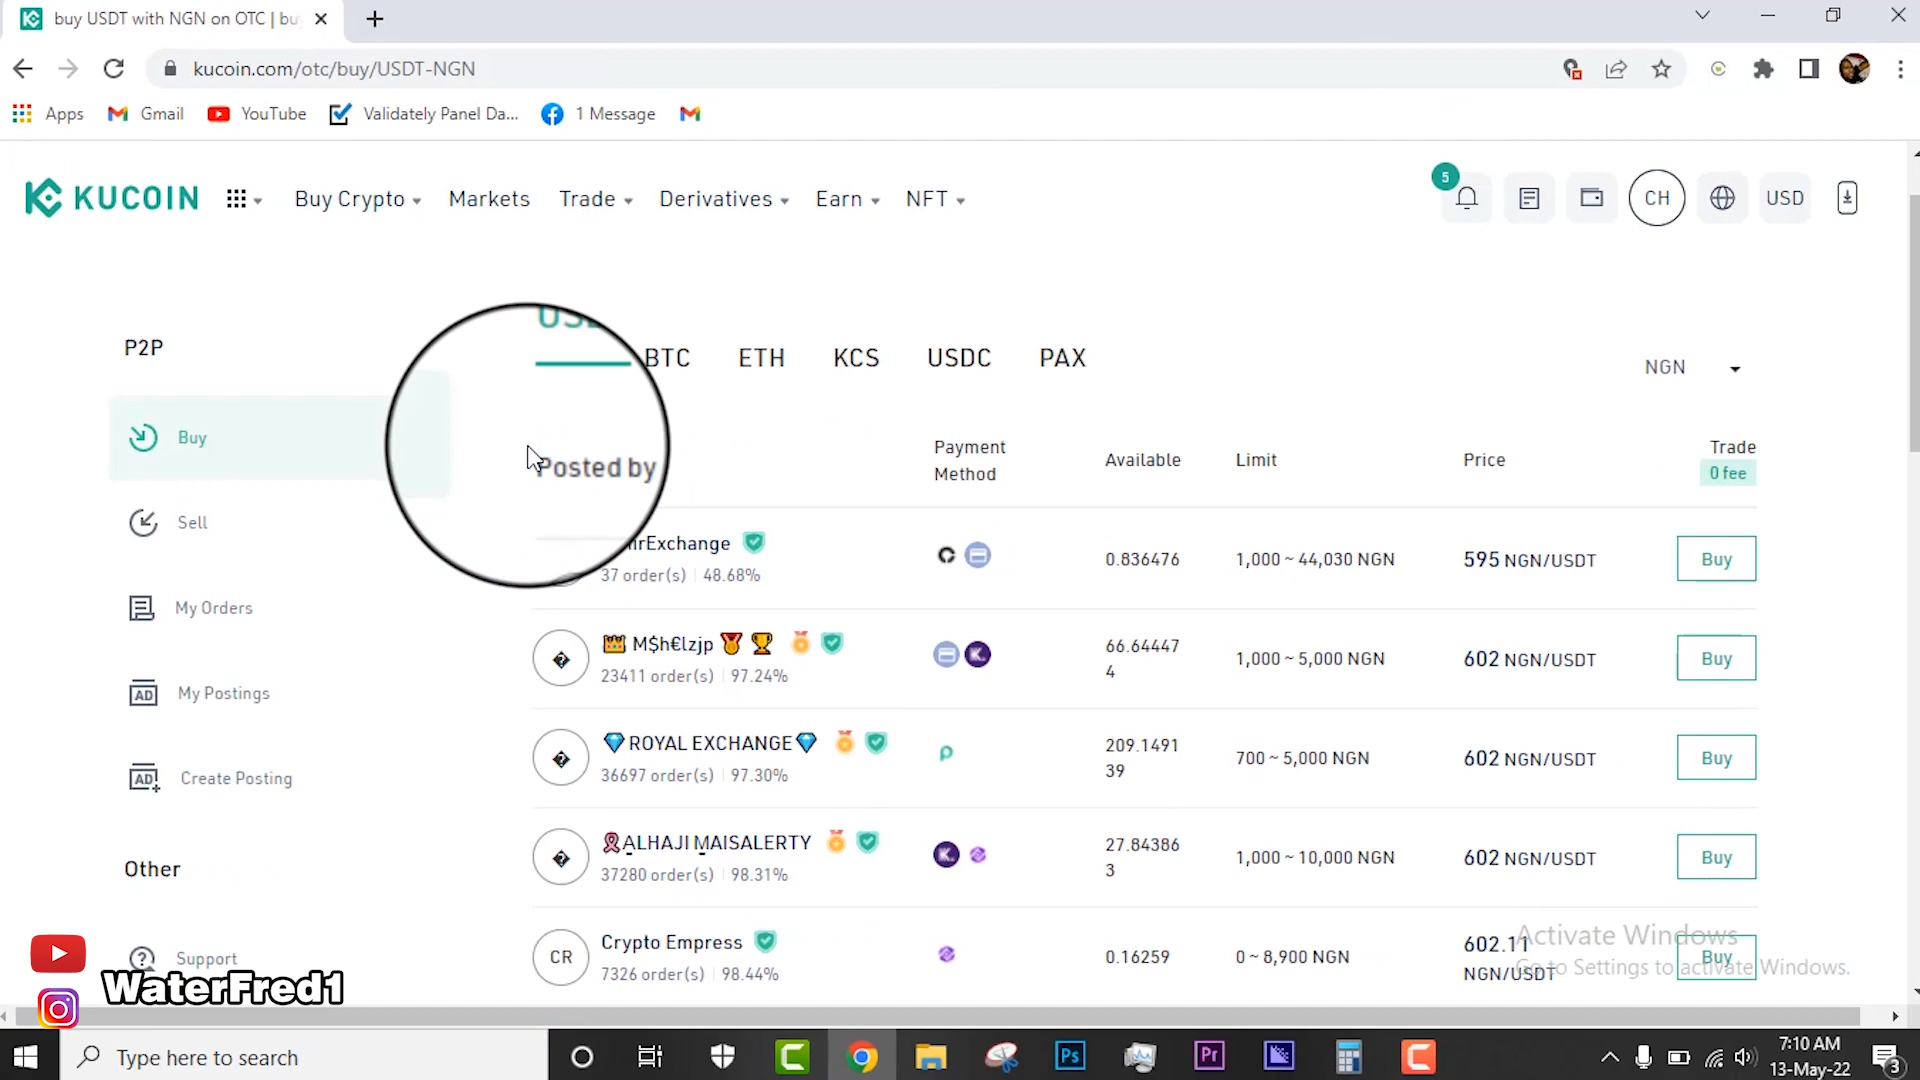 buy USDT with NGN on OTC | bu
kucoin.com/otc/buy/USDT-NGN
Apps Gmail YouTube Validately Panel Da... 1 Message
KUCOIN Buy Crypto Markets Trade Derivatives Earn NFT 5 CH USD
P2P
BTC ETH KCS USDC PAX NGN
Buy
Sell
My Orders
My Postings
Create Posting
Other
Support
Posted by Payment Method Available Limit Price Trade 0 fee
37 order(s) 48.68% 0.836476 1,000 ~ 44,030 NGN 595 NGN/USDT Buy
M$h€lzjp
23411 order(s) 97.24% 66.644474 1,000 ~ 5,000 NGN 602 NGN/USDT Buy
ROYAL EXCHANGE
36697 order(s) 97.30% 209.149139 700 ~ 5,000 NGN 602 NGN/USDT Buy
ALHAJI MAISALERTY
37280 order(s) 98.31% 27.843863 1,000 ~ 10,000 NGN 602 NGN/USDT Buy
CR Crypto Empress
7326 order(s) 98.44% 0.16259 0 ~ 8,900 NGN 602.11 NGN/USDT Buy
Activate Windows
Go to Settings to activate Windows.
WaterFred1
Type here to search
Ps Pr
7:10 AM
13-May-22
3